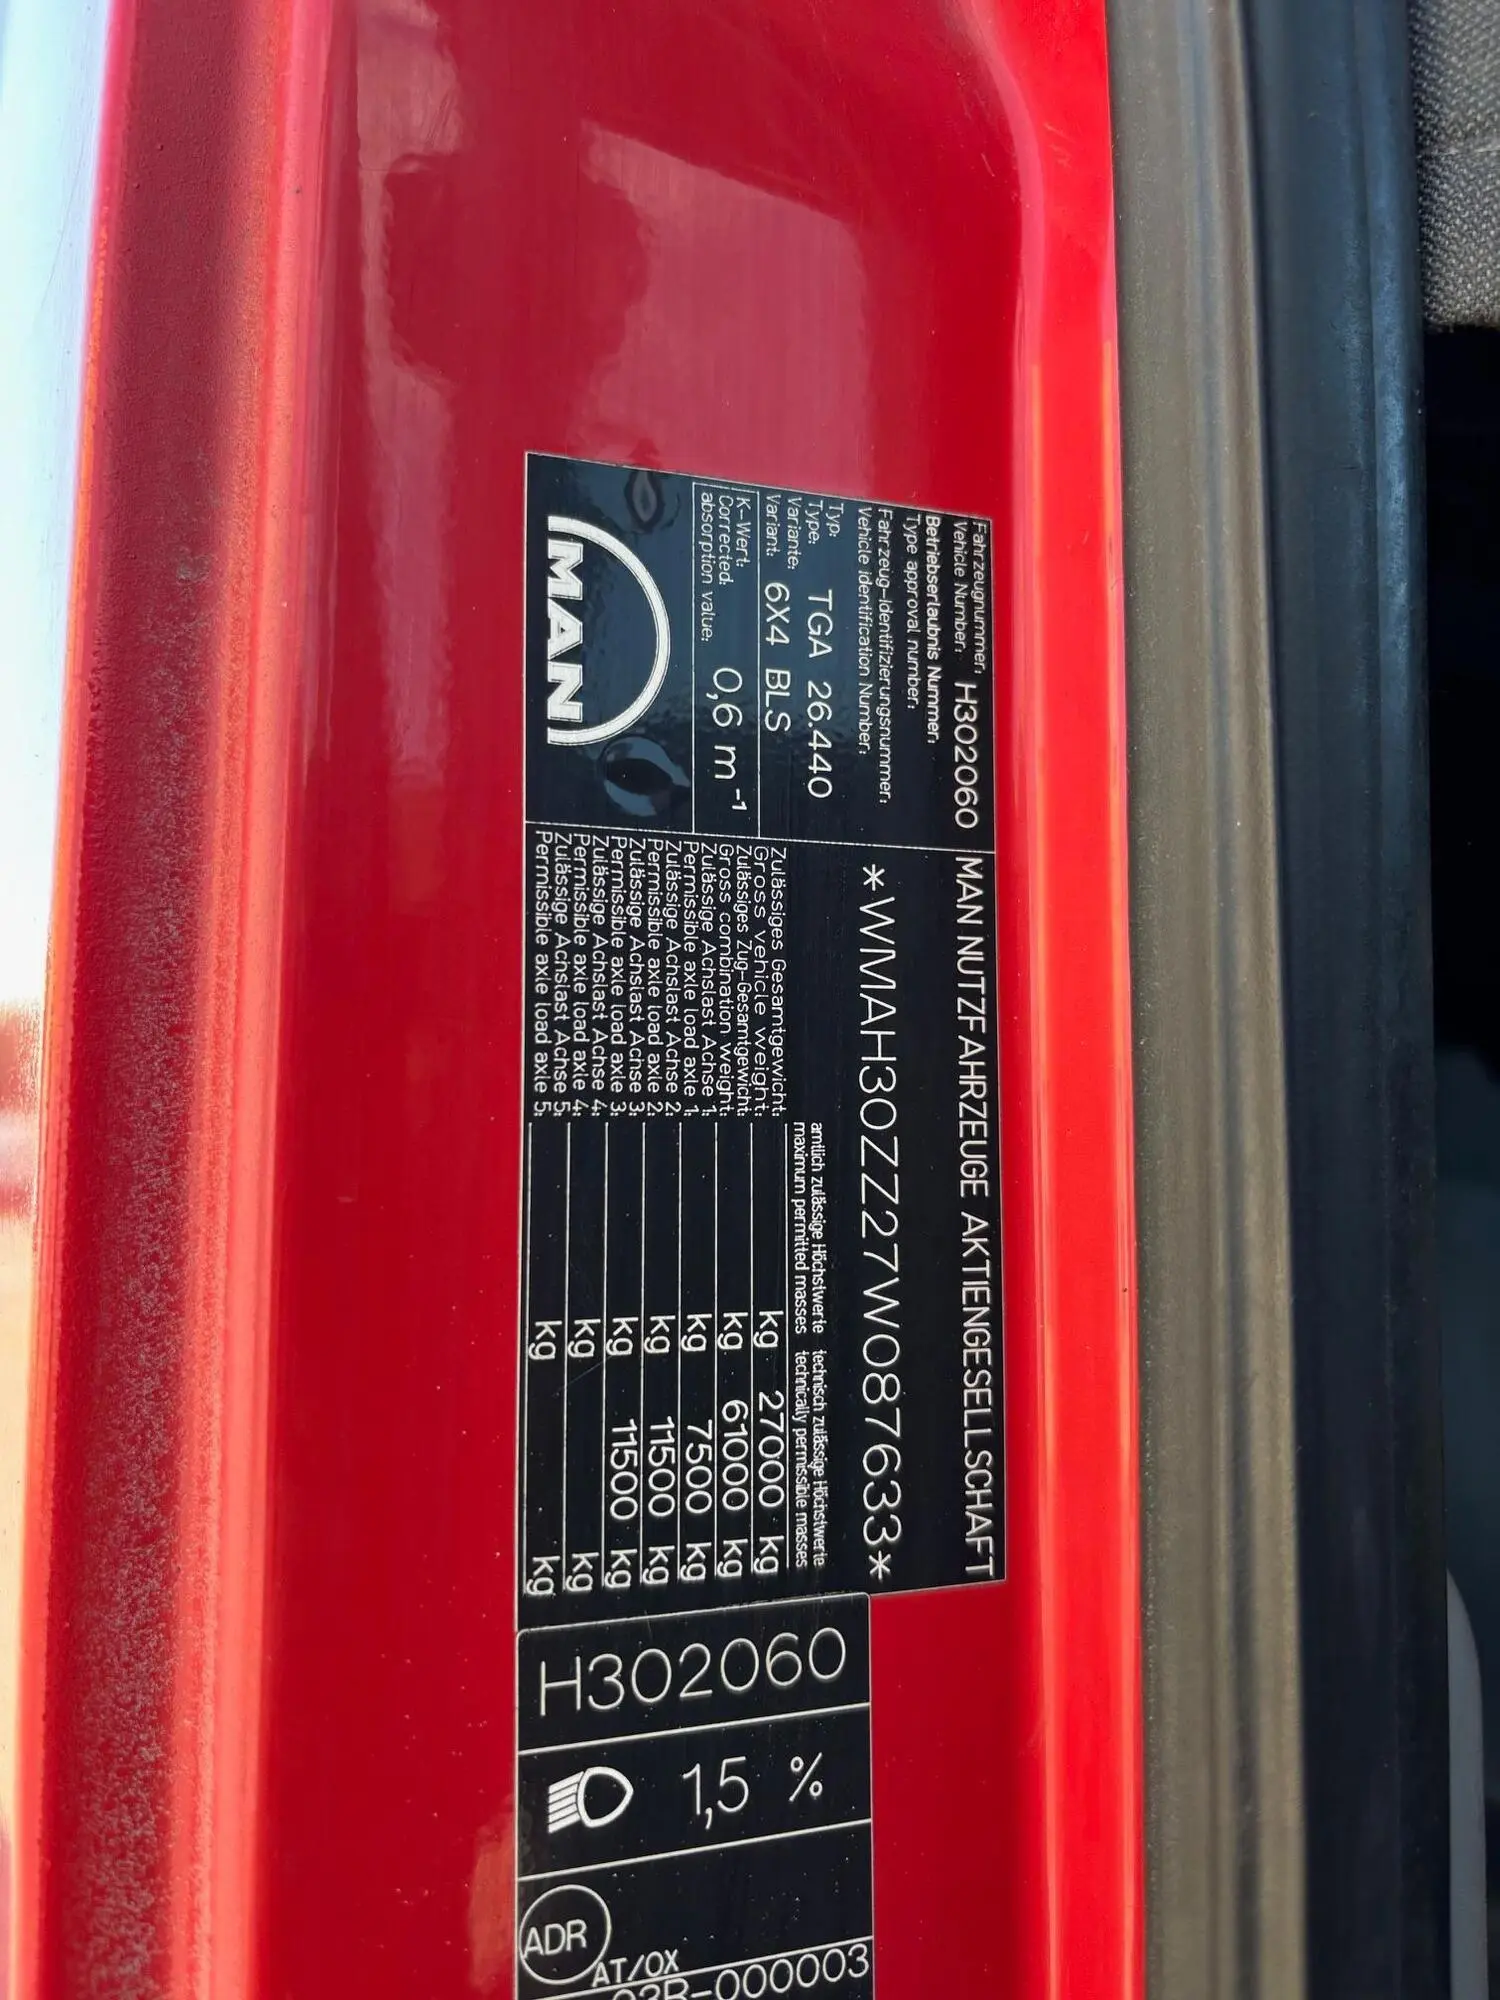 Fahrzeugnummer:
Vehicle Number: H302060
MAN NUTZFAHRZEUGE AKTIENGESELLSCHAFT
Betriebserlaubnis Nummer:
Type approval number:
Fahrzeug-Identifizierungsnummer:
Vehicle Identification Number:
*WMAH30ZZ27W087633*
Typ:
Type: TGA 26.440
Variante:
Variant: 6X4 BLS
K-Wert:
Corrected:
absorption value: 0,6 m⁻¹
MAN
amtlich zulässige Höchstwerte technisch zulässige Höchstwerte
maximum permitted masses technically permissible masses
Zulässiges Gesamtgewicht:
Gross vehicle weight: kg 27000 kg
Zulässiges Zug-Gesamtgewicht:
Gross combination weight: kg 61000 kg
Zulässige Achslast Achse 1:
Permissible axle load axle 1: kg 7500 kg
Zulässige Achslast Achse 2:
Permissible axle load axle 2: kg 11500 kg
Zulässige Achslast Achse 3:
Permissible axle load axle 3: kg 11500 kg
Zulässige Achslast Achse 4:
Permissible axle load axle 4: kg kg
Zulässige Achslast Achse 5:
Permissible axle load axle 5: kg kg
H302060
1,5 %
ADR
AT/OX
03R-000003